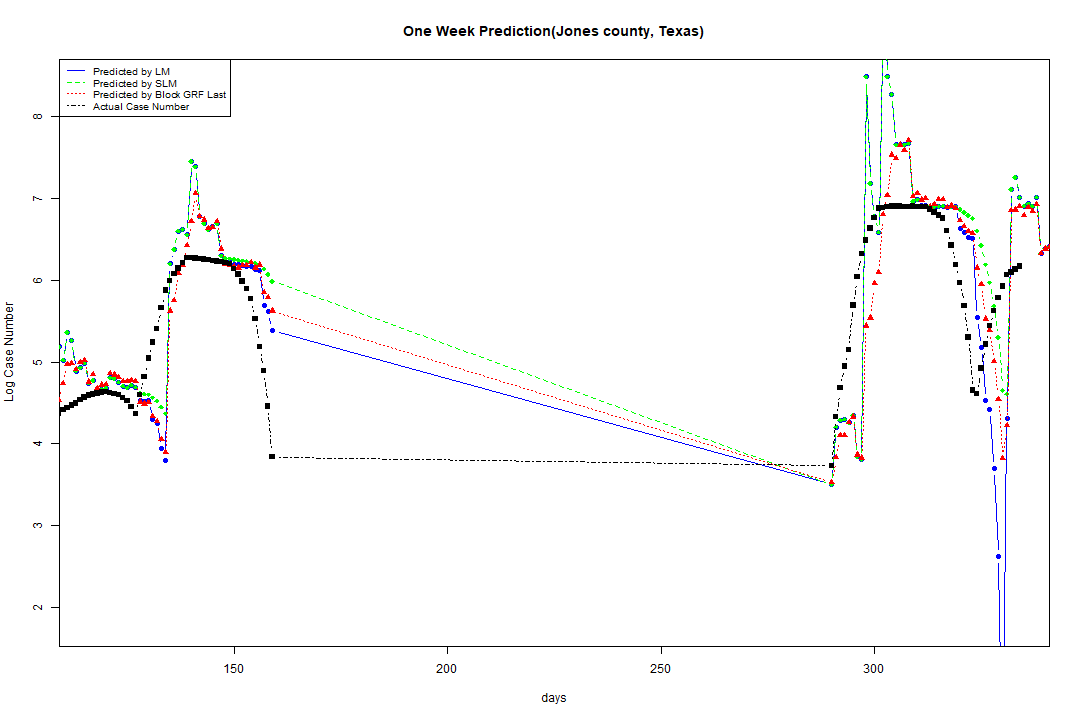 One Week Prediction(Jones county, Texas)
Predicted by LM
Predicted by SLM
Predicted by Block GRF Last
Actual Case Number
Log Case Number
8
7
6
5
4
3
2
150 200 250 300
days